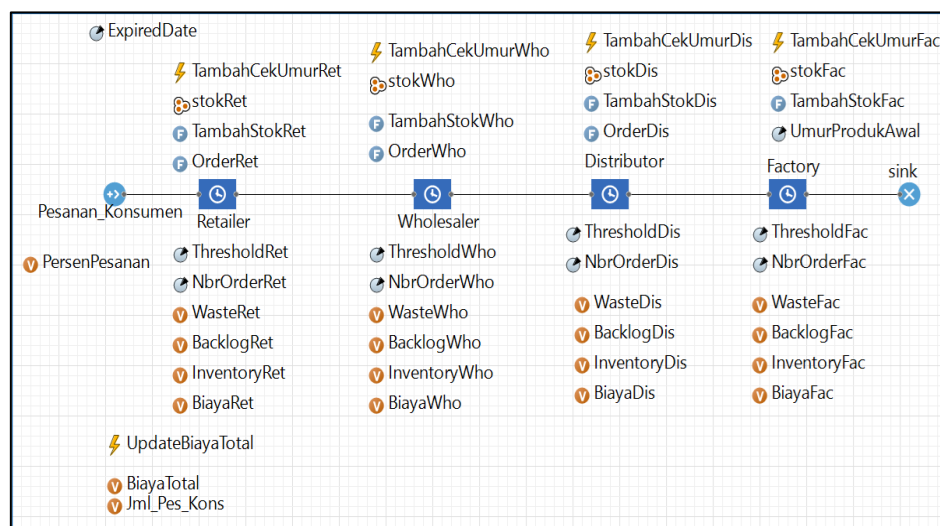 ExpiredDate
TambahCekUmurRet
stokRet
TambahStokRet
OrderRet
TambahCekUmurWho
stokWho
TambahStokWho
OrderWho
TambahCekUmurDis
stokDis
TambahStokDis
OrderDis
TambahCekUmurFac
stokFac
TambahStokFac
UmurProdukAwal
Pesanan_Konsumen
Retailer
Wholesaler
Distributor
Factory
sink
PersenPesanan
ThresholdRet
NbrOrderRet
WasteRet
BacklogRet
InventoryRet
BiayaRet
ThresholdWho
NbrOrderWho
WasteWho
BacklogWho
InventoryWho
BiayaWho
ThresholdDis
NbrOrderDis
WasteDis
BacklogDis
InventoryDis
BiayaDis
ThresholdFac
NbrOrderFac
WasteFac
BacklogFac
InventoryFac
BiayaFac
UpdateBiayaTotal
BiayaTotal
Jml_Pes_Kons